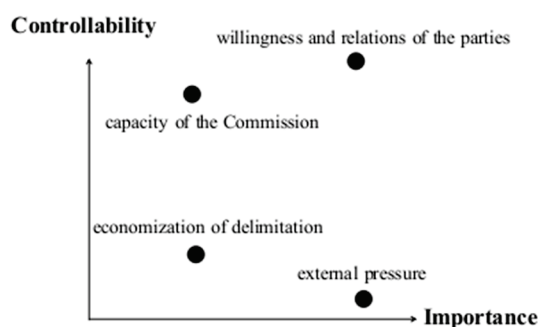 Controllability
willingness and relations of the parties
capacity of the Commission
economization of delimitation
external pressure
Importance